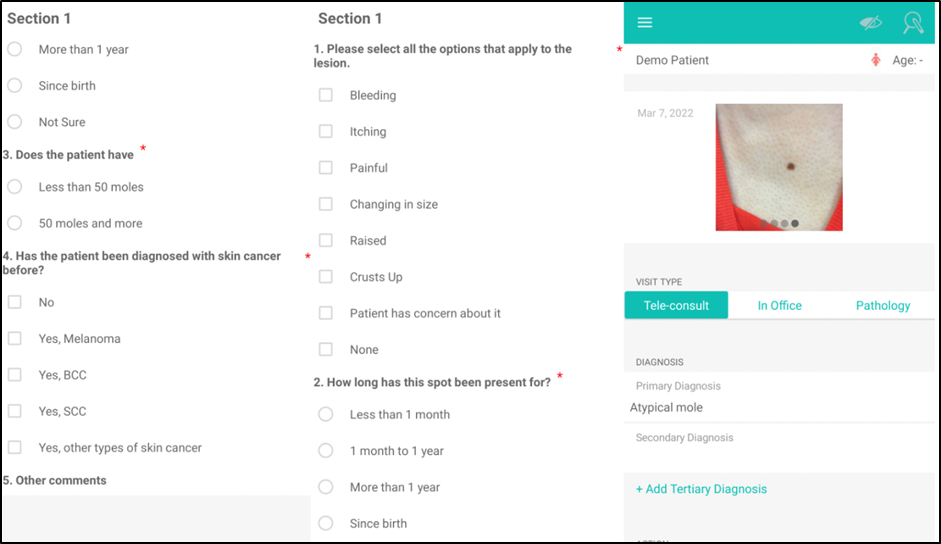 Section 1
More than 1 year
Since birth
Not Sure
3. Does the patient have *
Less than 50 moles
50 moles and more
4. Has the patient been diagnosed with skin cancer *
before?
No
Yes, Melanoma
Yes, BCC
Yes, SCC
Yes, other types of skin cancer
5. Other comments
Section 1
1. Please select all the options that apply to the *
lesion.
Bleeding
Itching
Painful
Changing in size
Raised
Crusts Up
Patient has concern about it
None
2. How long has this spot been present for? *
Less than 1 month
1 month to 1 year
More than 1 year
Since birth
Demo Patient
Age: -
Mar 7, 2022
VISIT TYPE
Tele-consult
In Office
Pathology
DIAGNOSIS
Primary Diagnosis
Atypical mole
Secondary Diagnosis
+ Add Tertiary Diagnosis